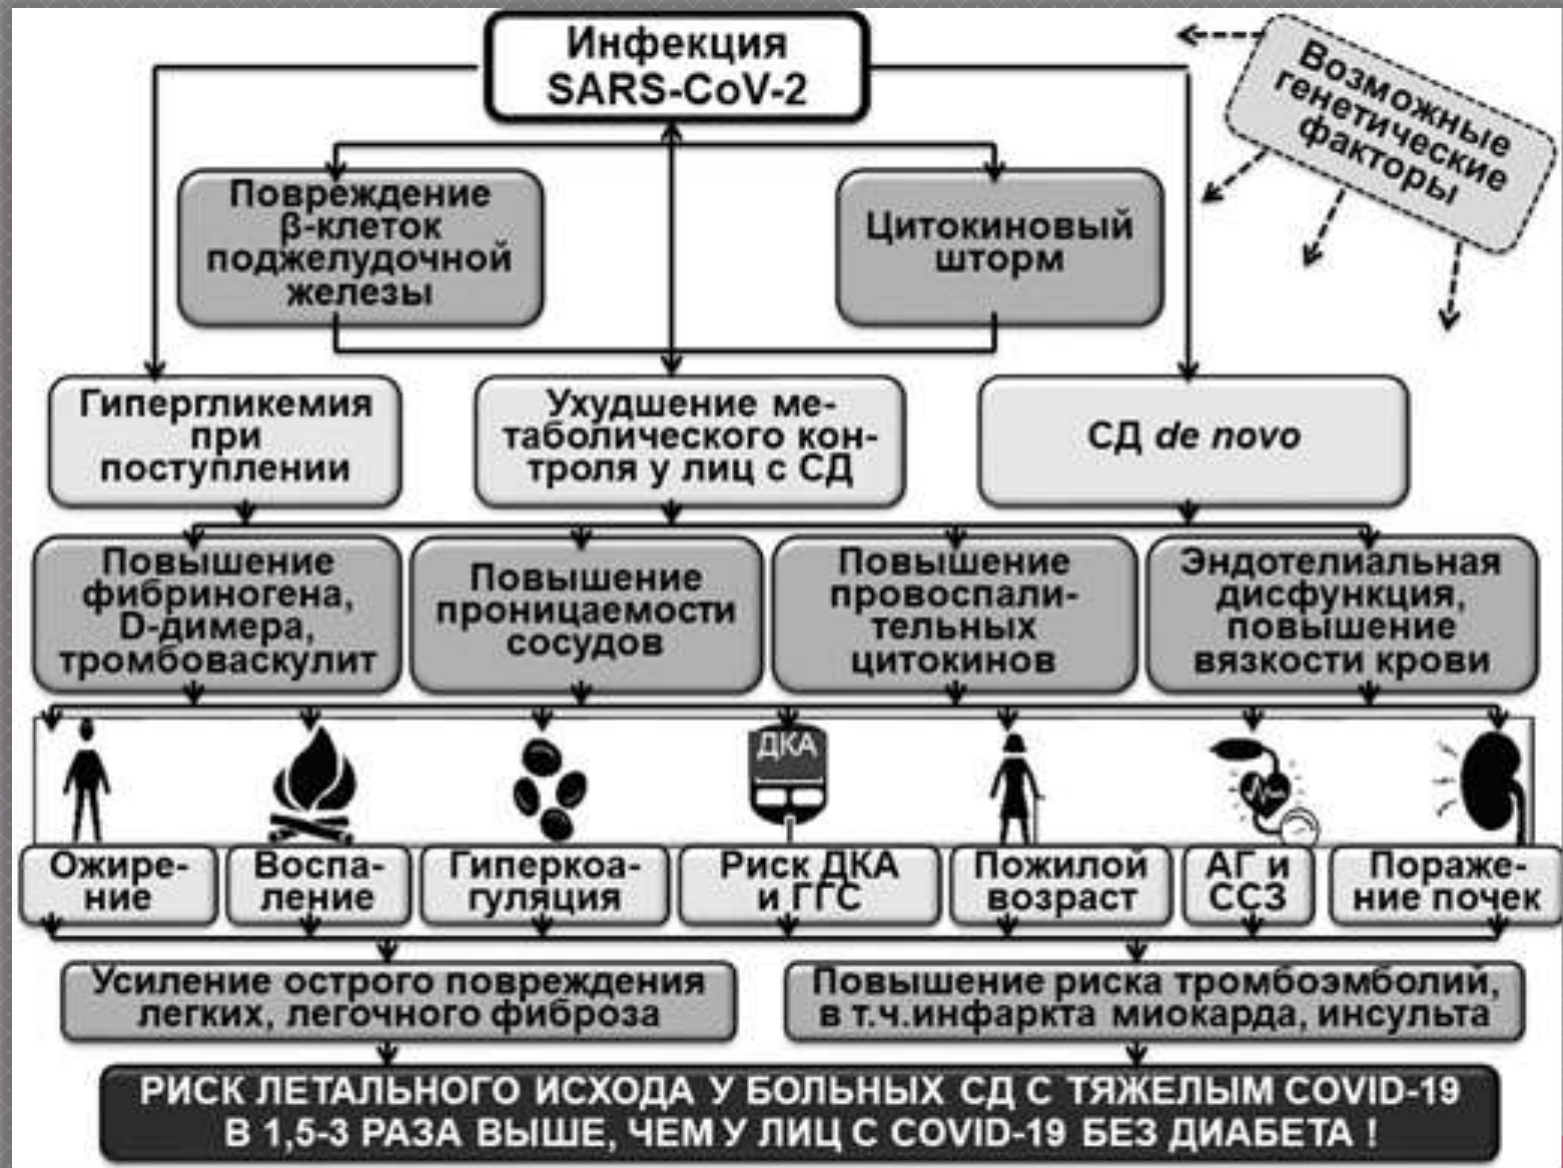 Инфекция
SARS-CoV-2
Возможные
генетические
факторы
Повреждение
β-клеток
поджелудочной
железы
Цитокиновый
шторм
Гипергликемия
при
поступлении
Ухудшение ме-
таболического кон-
троля у лиц с СД
СД de novo
Повышение
фибриногена,
D-димера,
тромбоваскулит
Повышение
проницаемости
сосудов
Повышение
провоспали-
тельных
цитокинов
Эндотелиальная
дисфункция,
повышение
вязкости крови
ДКА
Ожире-
ние
Воспа-
ление
Гиперкоа-
гуляция
Риск ДКА
и ГГС
Пожилой
возраст
АГ и
ССЗ
Пораже-
ние почек
Усиление острого повреждения
легких, легочного фиброза
Повышение риска тромбоэмболий,
в т.ч.инфаркта миокарда, инсульта
РИСК ЛЕТАЛЬНОГО ИСХОДА У БОЛЬНЫХ СД С ТЯЖЕЛЫМ COVID-19
В 1,5-3 РАЗА ВЫШЕ, ЧЕМ У ЛИЦ С COVID-19 БЕЗ ДИАБЕТА !